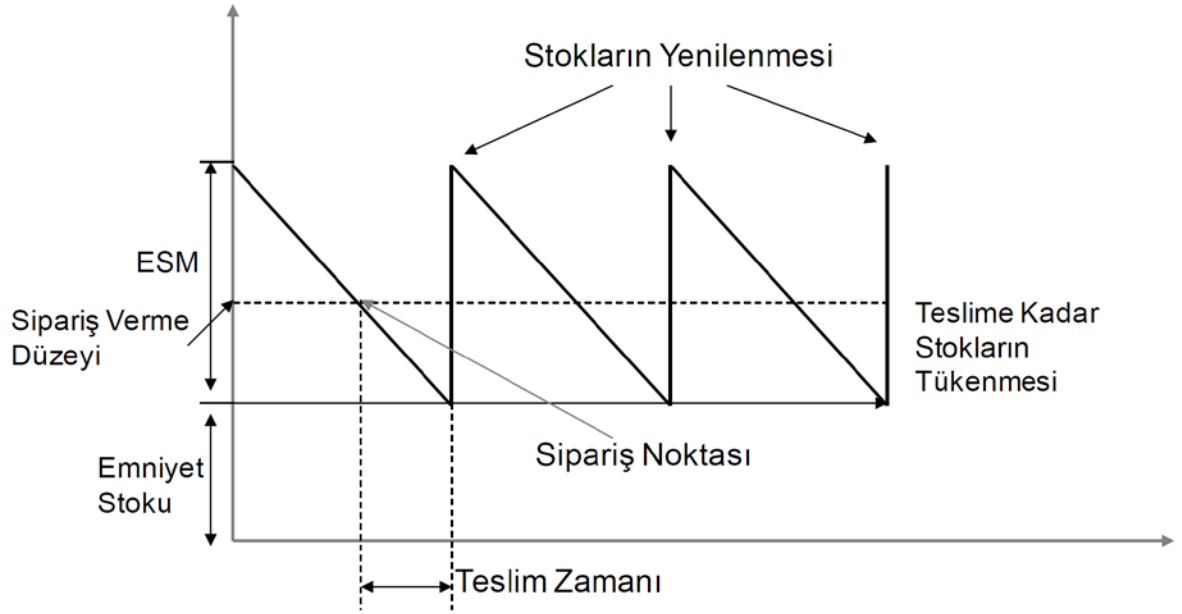 Stokların Yenilenmesi
ESM
Sipariş Verme
Düzeyi
Teslime Kadar
Stokların
Tükenmesi
Emniyet
Stoku
Sipariş Noktası
Teslim Zamanı